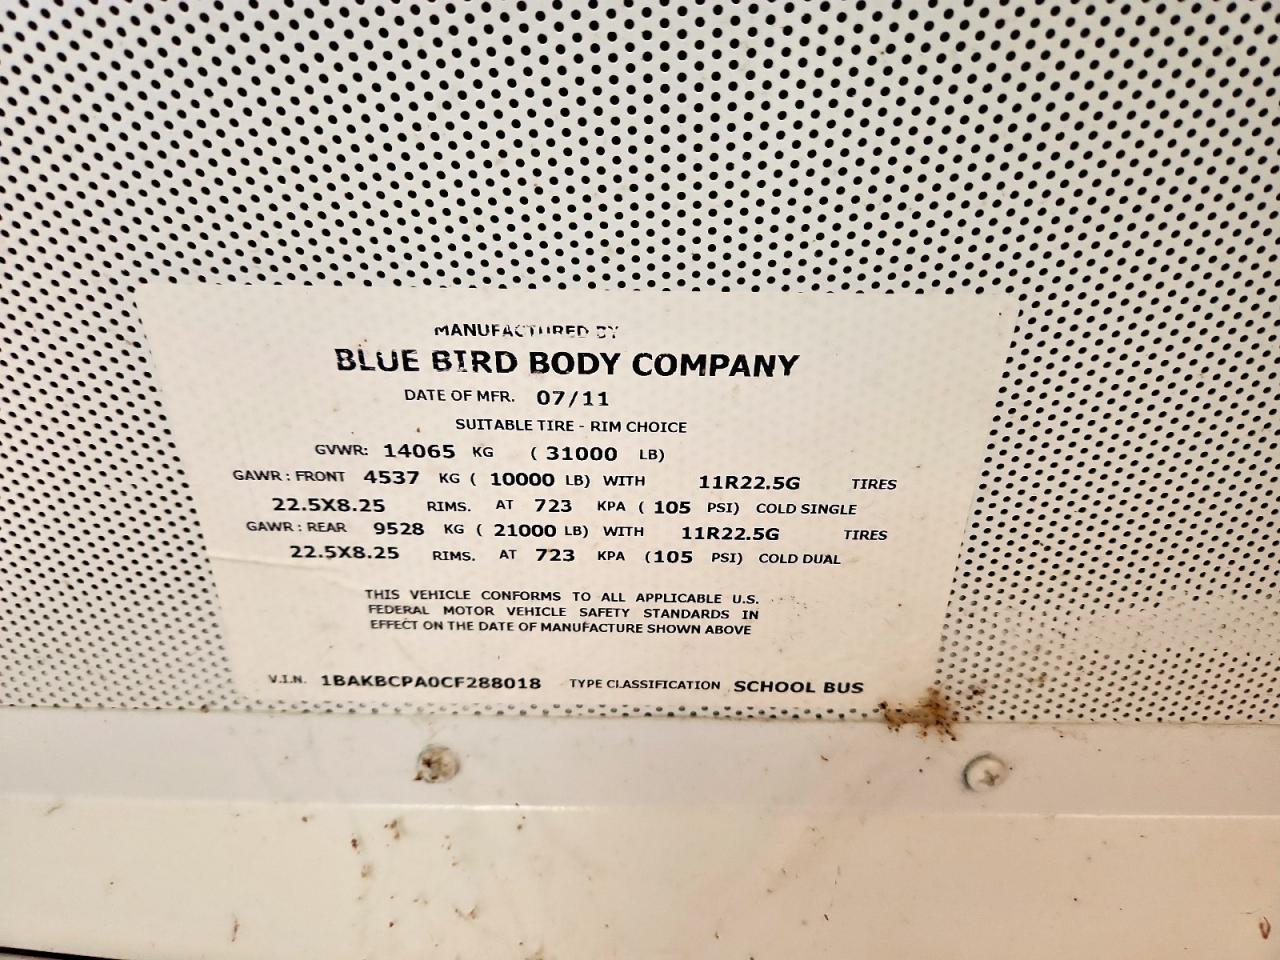 MANUFACTURED BY
BLUE BIRD BODY COMPANY
DATE OF MFR. 07/11
SUITABLE TIRE - RIM CHOICE
GVWR: 14065 KG ( 31000 LB)
GAWR : FRONT 4537 KG ( 10000 LB) WITH 11R22.5G TIRES
22.5X8.25 RIMS. AT 723 KPA ( 105 PSI) COLD SINGLE
GAWR : REAR 9528 KG ( 21000 LB) WITH 11R22.5G TIRES
22.5X8.25 RIMS. AT 723 KPA (105 PSI) COLD DUAL
THIS VEHICLE CONFORMS TO ALL APPLICABLE U.S.
FEDERAL MOTOR VEHICLE SAFETY STANDARDS IN
EFFECT ON THE DATE OF MANUFACTURE SHOWN ABOVE
V.I.N. 1BAKBCPA0CF288018 TYPE CLASSIFICATION SCHOOL BUS